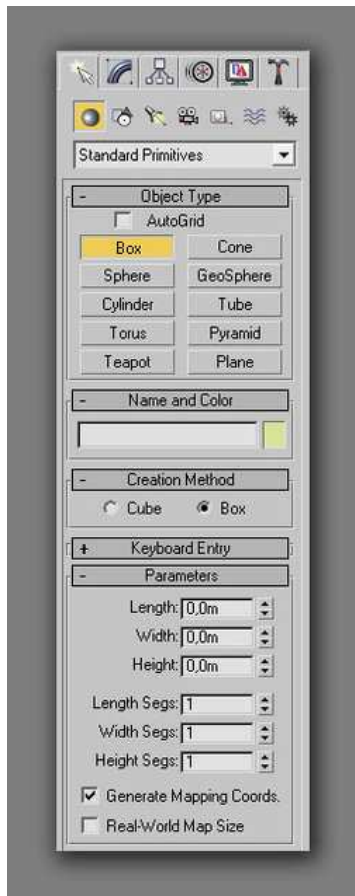 Standard Primitives
- Object Type
AutoGrid
Box Cone
Sphere GeoSphere
Cylinder Tube
Torus Pyramid
Teapot Plane
- Name and Color
- Creation Method
Cube Box
+ Keyboard Entry
- Parameters
Length: 0,0m
Width: 0,0m
Height: 0,0m
Length Segs: 1
Width Segs: 1
Height Segs: 1
Generate Mapping Coords.
Real-World Map Size